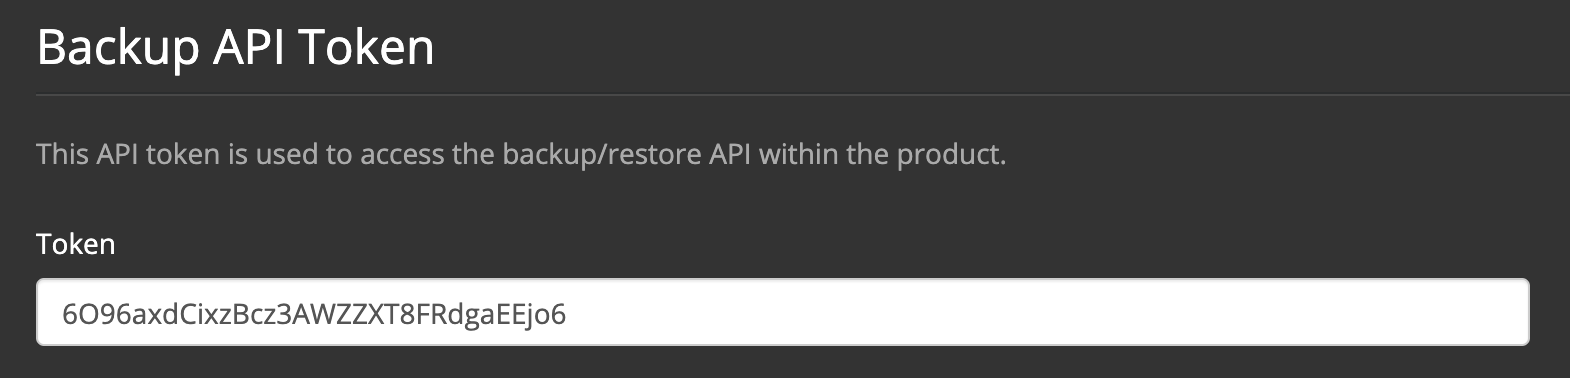 Backup API Token
This API token is used to access the backup/restore API within the product.
Token
6O96axdCixzBcz3AWZZXT8FRdgaEEjo6